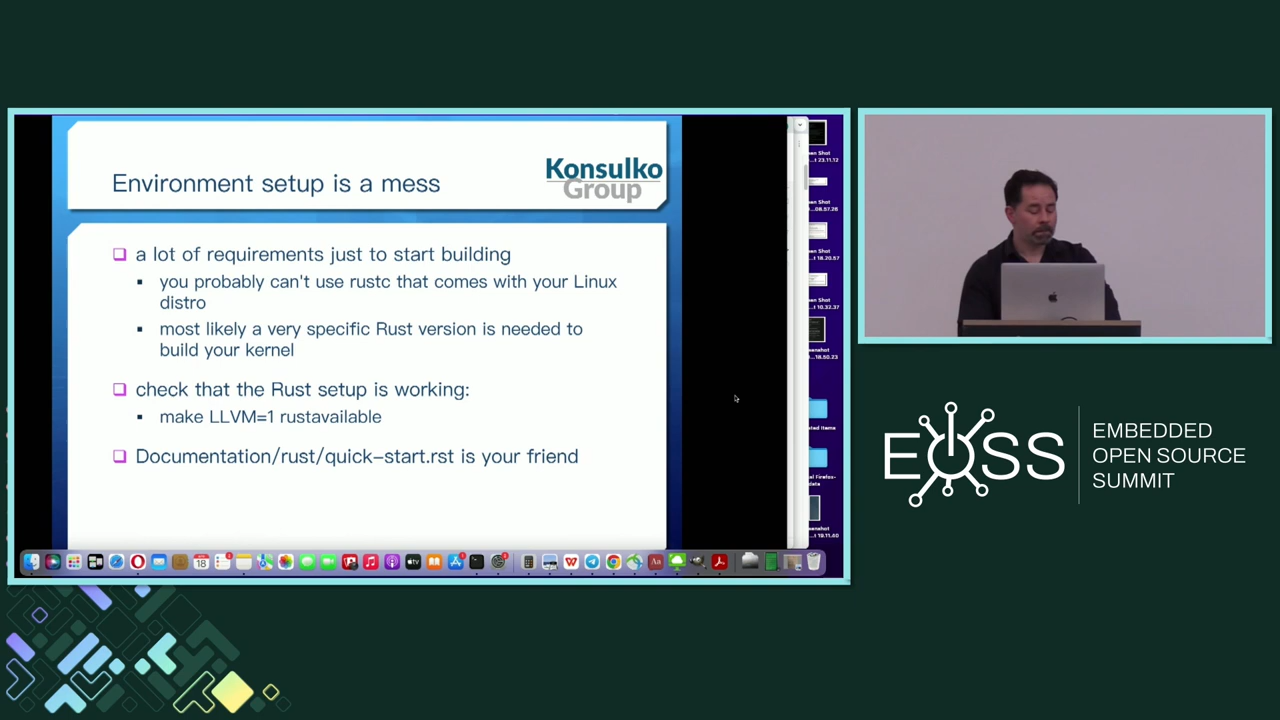 Environment setup is a mess
Konsulko
Group
a lot of requirements just to start building
you probably can't use rustc that comes with your Linux
distro
most likely a very specific Rust version is needed to
build your kernel
check that the Rust setup is working:
make LLVM=1 rustavailable
Documentation/rust/quick-start.rst is your friend
EOSS
EMBEDDED
OPEN SOURCE
SUMMIT
18